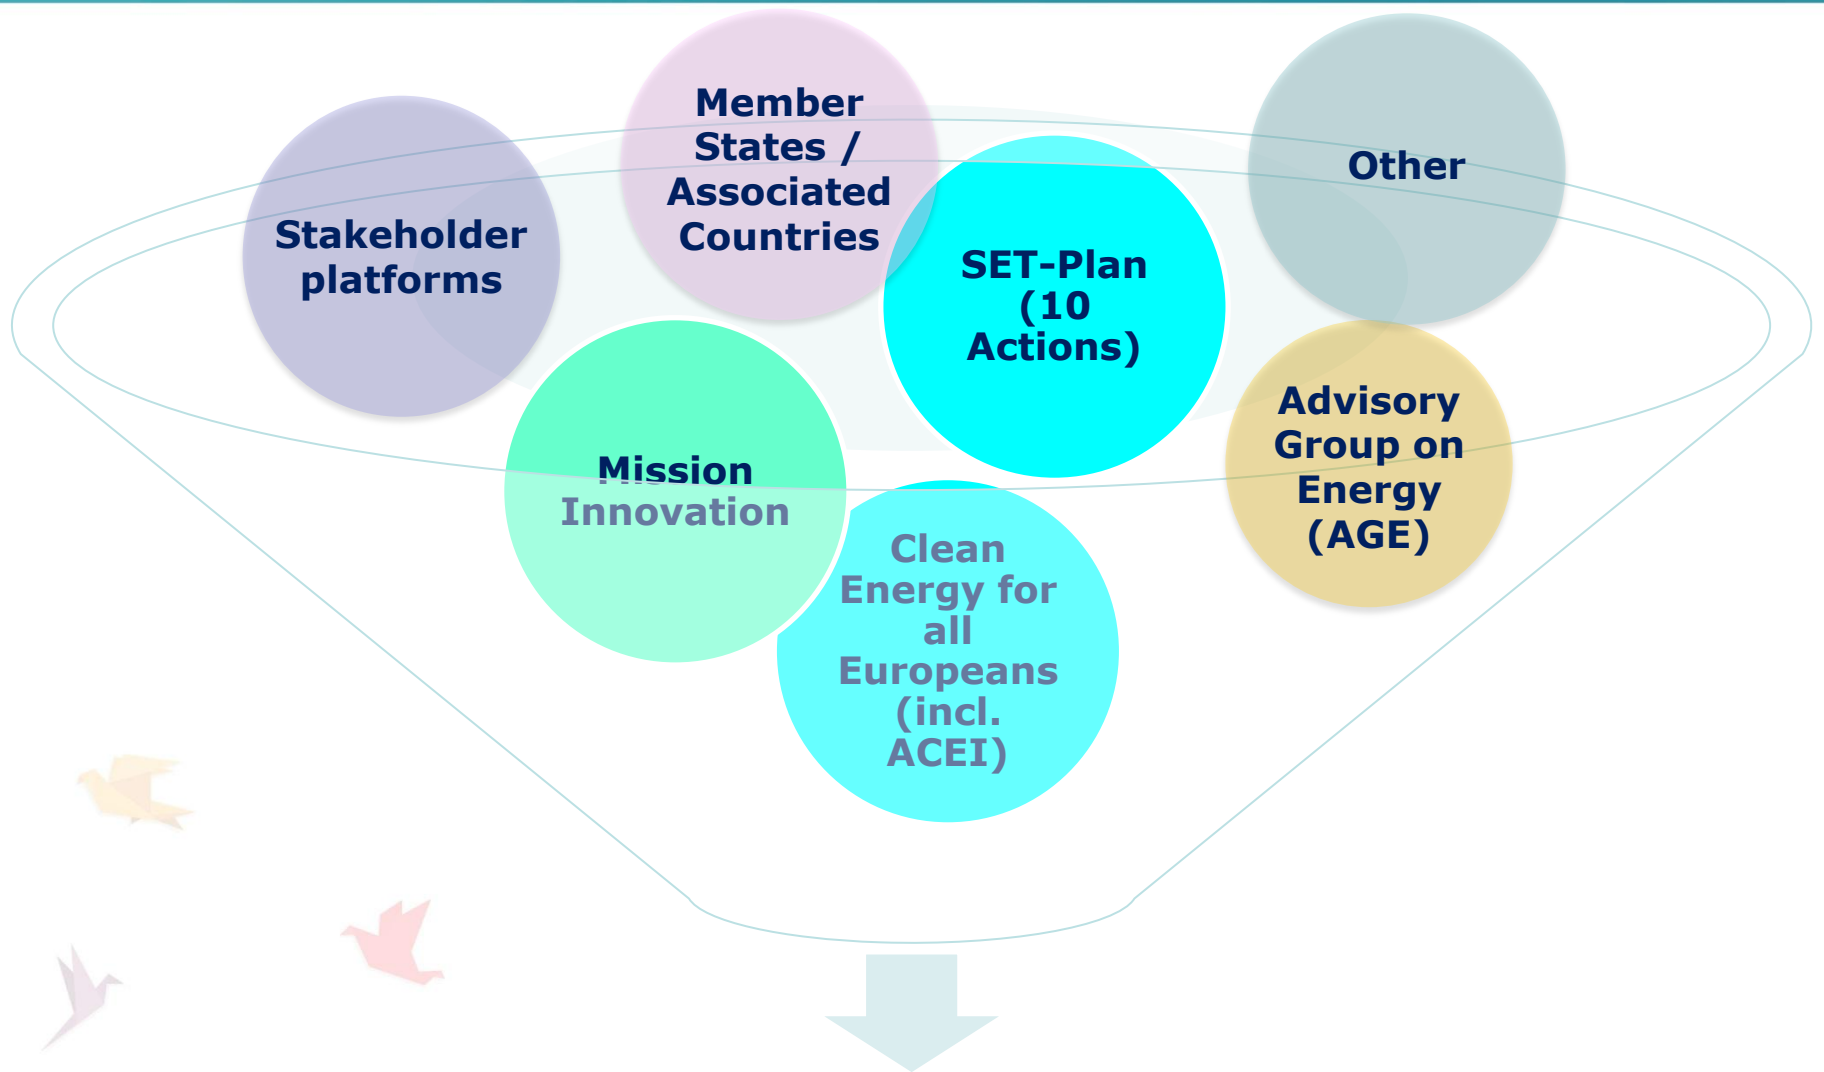 Member
States /
Associated
Countries
Other
Stakeholder
platforms
SET-Plan
(10
Actions)
Advisory
Group on
Energy
(AGE)
Mission
Innovation
Clean
Energy for
all
Europeans
(incl.
ACEI)